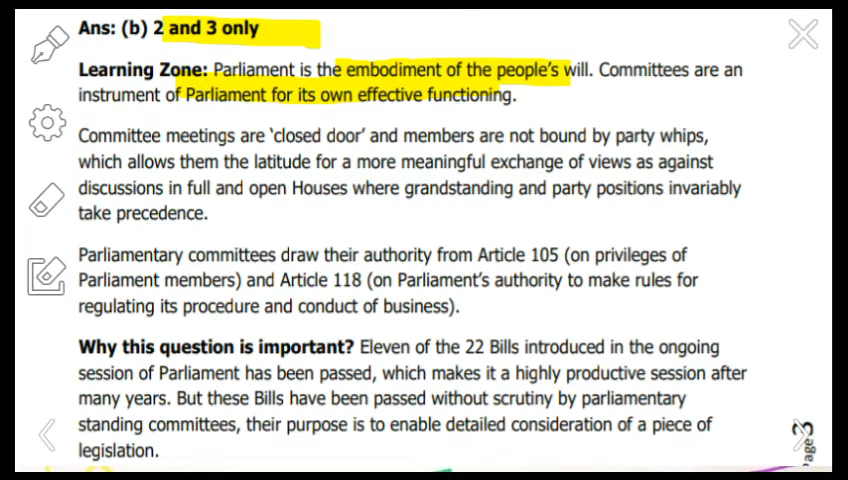 Ans: (b) 2 and 3 only
Learning Zone: Parliament is the embodiment of the people's will. Committees are an
instrument of Parliament for its own effective functioning.
Committee meetings are 'closed door' and members are not bound by party whips,
which allows them the latitude for a more meaningful exchange of views as against
discussions in full and open Houses where grandstanding and party positions invariably
take precedence.
Parliamentary committees draw their authority from Article 105 (on privileges of
Parliament members) and Article 118 (on Parliament's authority to make rules for
regulating its procedure and conduct of business).
Why this question is important? Eleven of the 22 Bills introduced in the ongoing
session of Parliament has been passed, which makes it a highly productive session after
many years. But these Bills have been passed without scrutiny by parliamentary
standing committees, their purpose is to enable detailed consideration of a piece of
legislation.
age 3